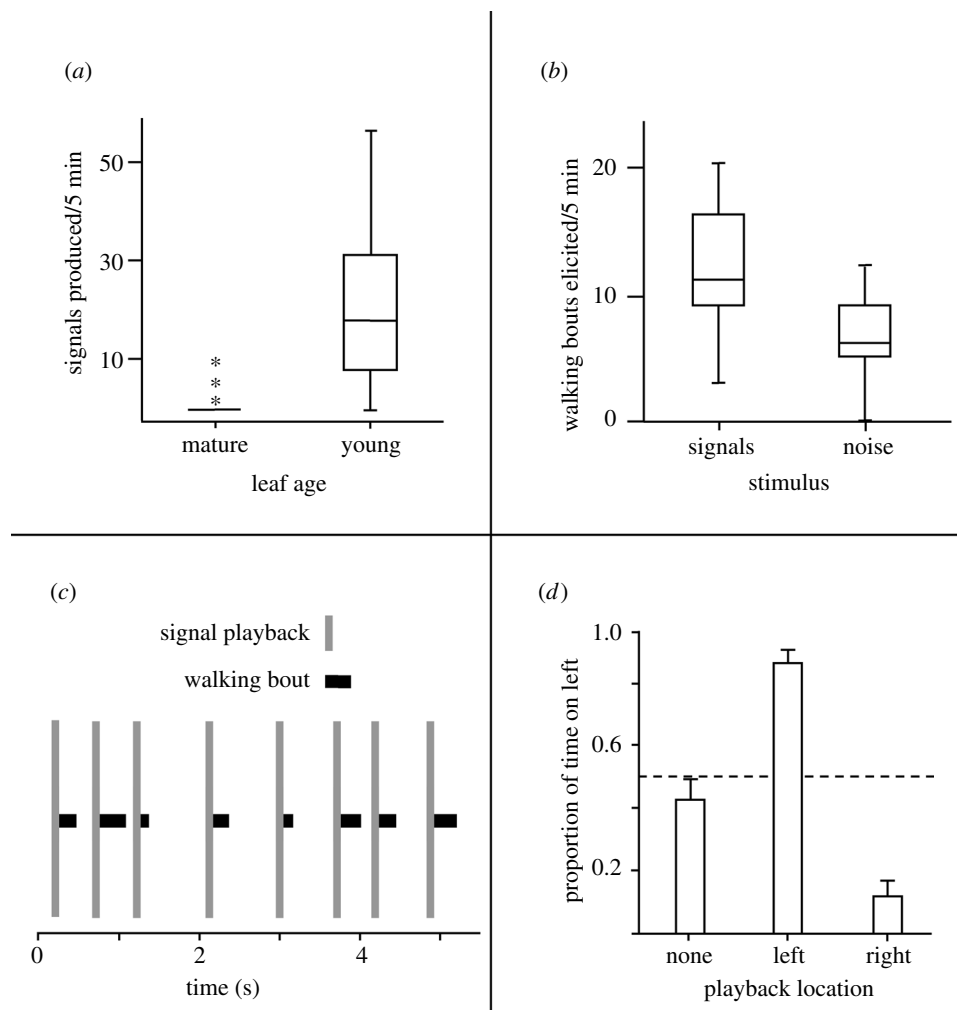 (a)
signals produced/5 min
50
30
10
*
*
*
mature young
leaf age
(b)
walking bouts elicited/5 min
20
10
0
signals noise
stimulus
(c)
signal playback
walking bout
0 2 4
time (s)
(d)
proportion of time on left
1.0
0.6
0.2
none left right
playback location